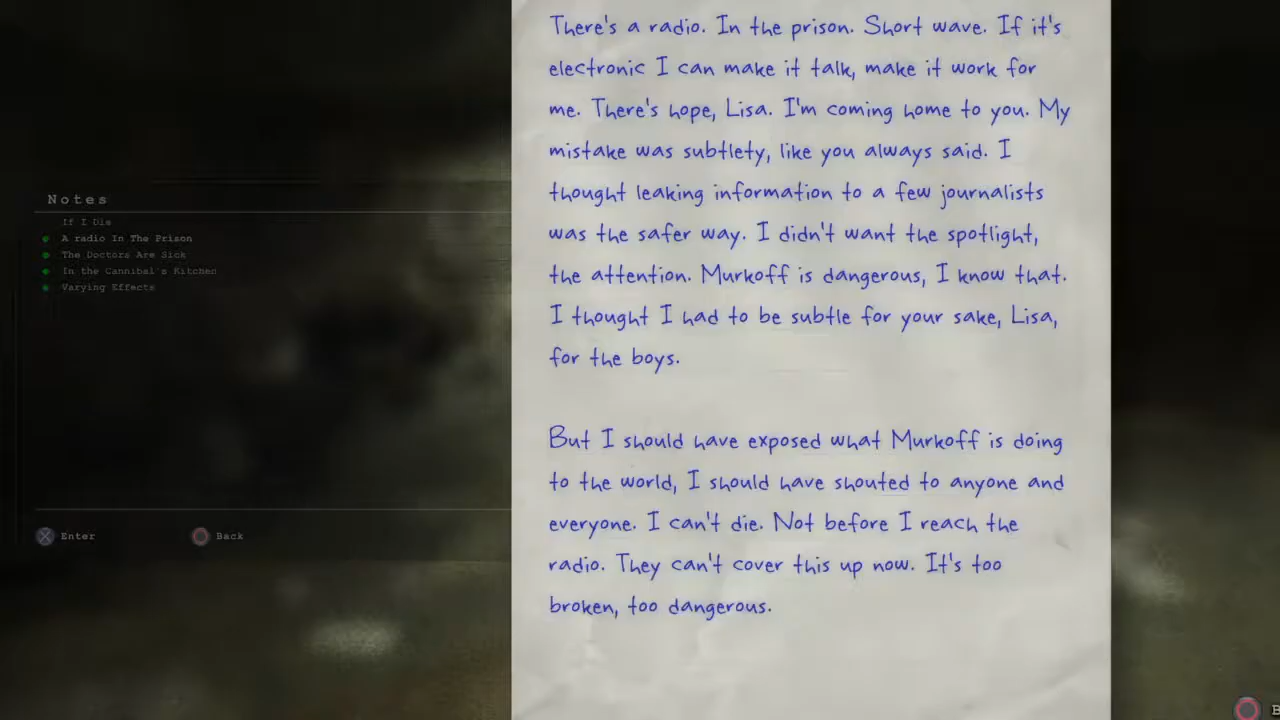 Notes
If I Die
A radio In The Prison
The Doctors Are Sick
In the Cannibal's Kitchen
Varying Effects
Enter
Back
There's a radio. In the prison. Short wave. If it's
electronic I can make it talk, make it work for
me. There's hope, Lisa. I'm coming home to you. My
mistake was subtlety, like you always said. I
thought leaking information to a few journalists
was the safer way. I didn't want the spotlight,
the attention. Murkoff is dangerous, I know that.
I thought I had to be subtle for your sake, Lisa,
for the boys.
But I should have exposed what Murkoff is doing
to the world, I should have shouted to anyone and
everyone. I can't die. Not before I reach the
radio. They can't cover this up now. It's too
broken, too dangerous.